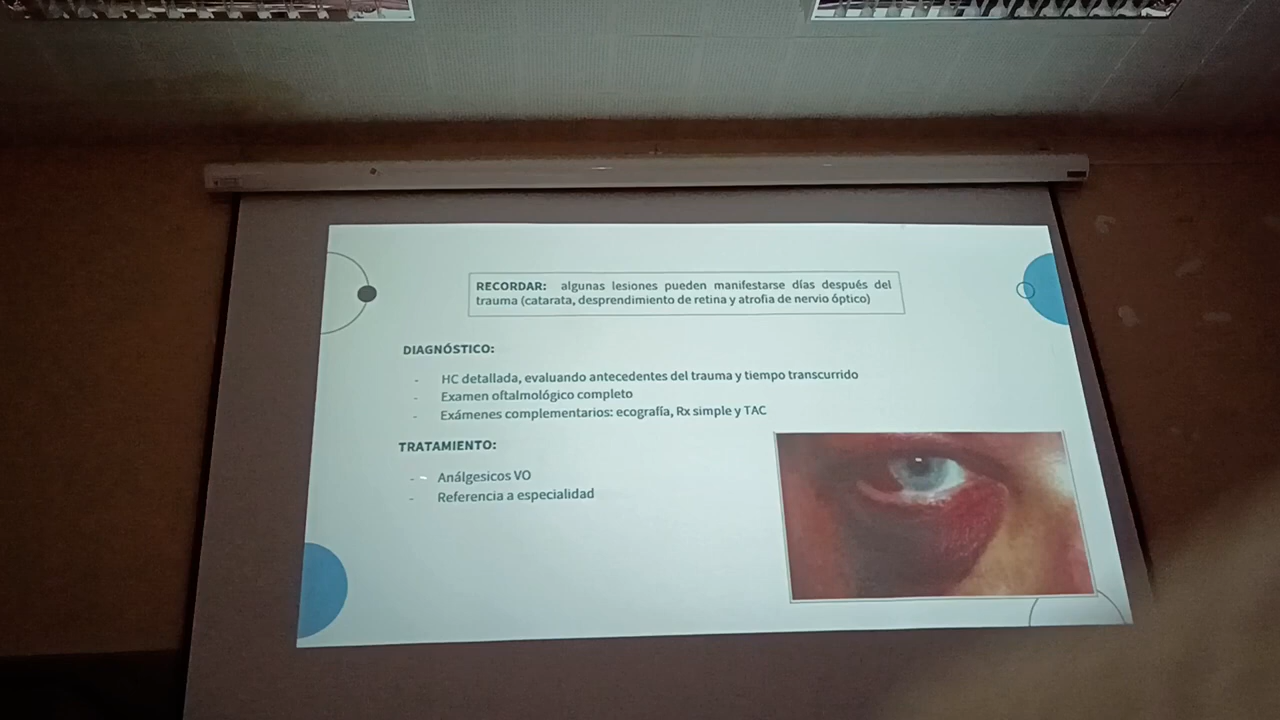 RECORDAR: algunas lesiones pueden manifestarse días después del
trauma (catarata, desprendimiento de retina y atrofia de nervio óptico)
DIAGNÓSTICO:
- HC detallada, evaluando antecedentes del trauma y tiempo transcurrido
- Examen oftalmológico completo
- Exámenes complementarios: ecografía, Rx simple y TAC
TRATAMIENTO:
- Análgesicos VO
- Referencia a especialidad